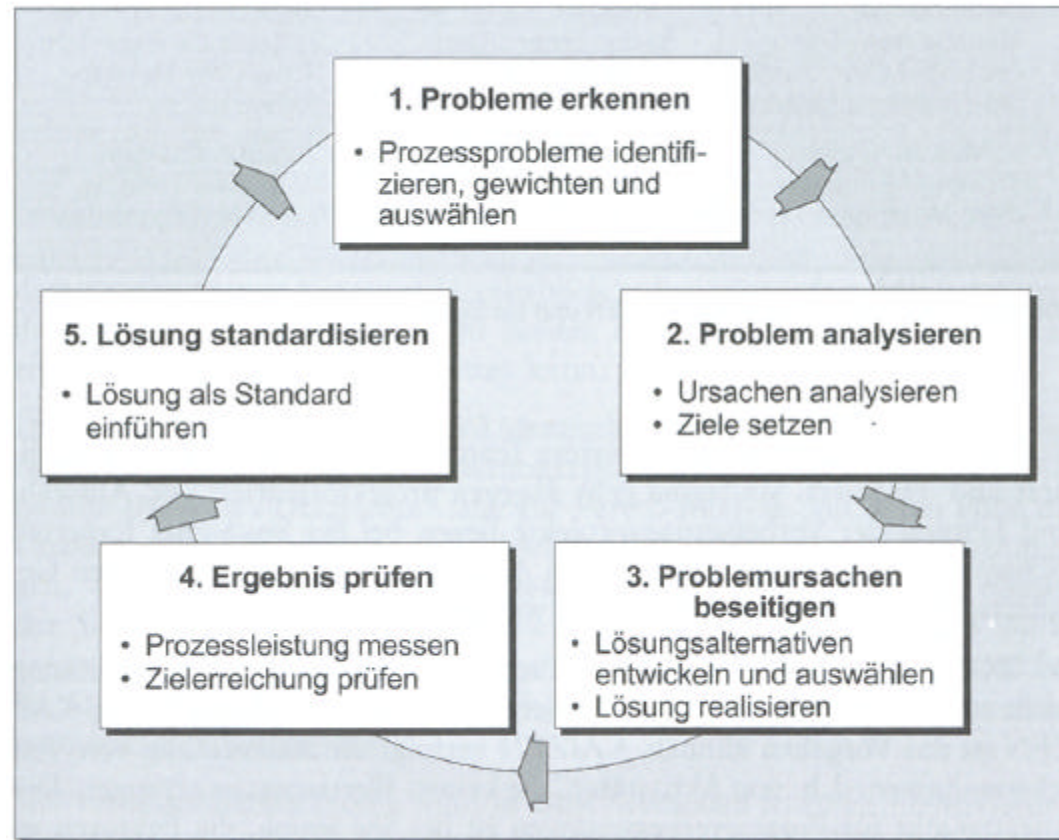 1. Probleme erkennen
• Prozessprobleme identifi-
zieren, gewichten und
auswählen
2. Problem analysieren
• Ursachen analysieren
• Ziele setzen
3. Problemursachen
beseitigen
• Lösungsalternativen
entwickeln und auswählen
• Lösung realisieren
4. Ergebnis prüfen
• Prozessleistung messen
• Zielerreichung prüfen
5. Lösung standardisieren
• Lösung als Standard
einführen